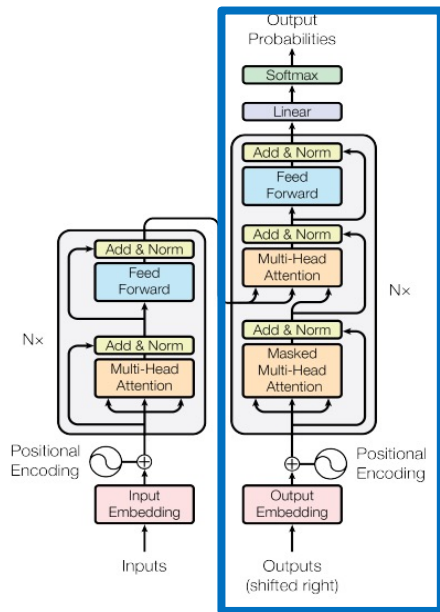 Output
Probabilities
Softmax
Linear
Add & Norm
Feed
Forward
Add & Norm
Multi-Head
Attention
Add & Norm
Masked
Multi-Head
Attention
N×
Positional
Encoding
Output
Embedding
Outputs
(shifted right)
Add & Norm
Feed
Forward
N×
Add & Norm
Multi-Head
Attention
Positional
Encoding
Input
Embedding
Inputs